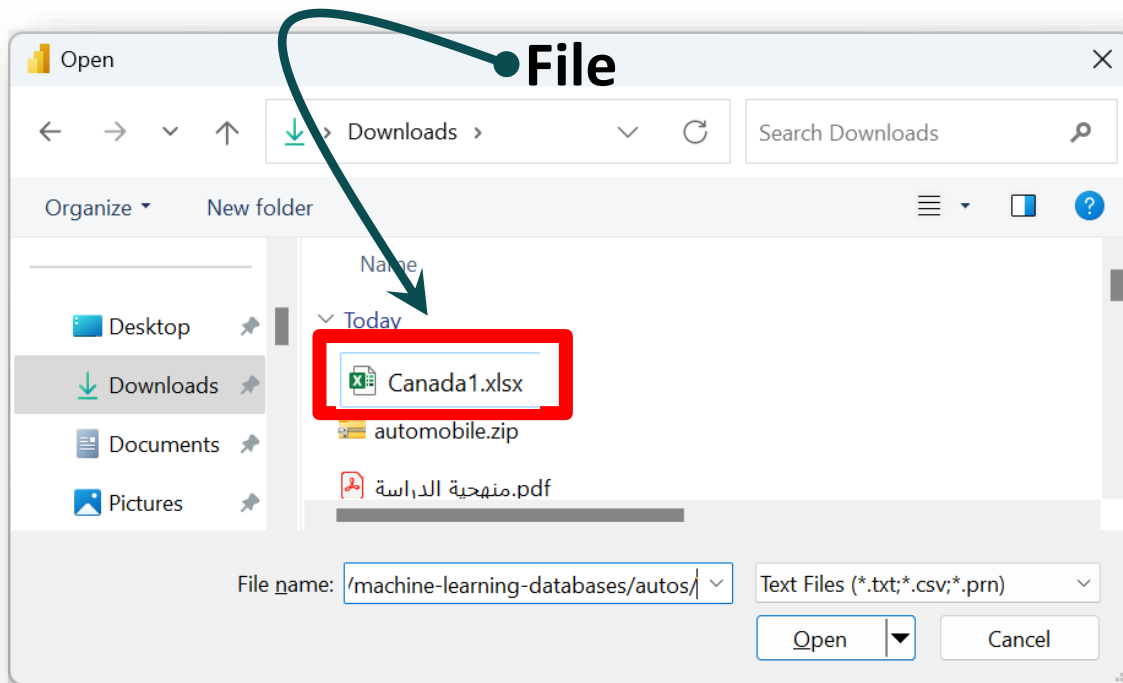 File
Open
Downloads
Search Downloads
Organize
New folder
?
Name
Today
Desktop
Downloads
Documents
Pictures
Canada1.xlsx
automobile.zip
منهجية الدراسة.pdf
File name:
/machine-learning-databases/autos/
Text Files (*.txt;*.csv;*.prn)
Open
Cancel